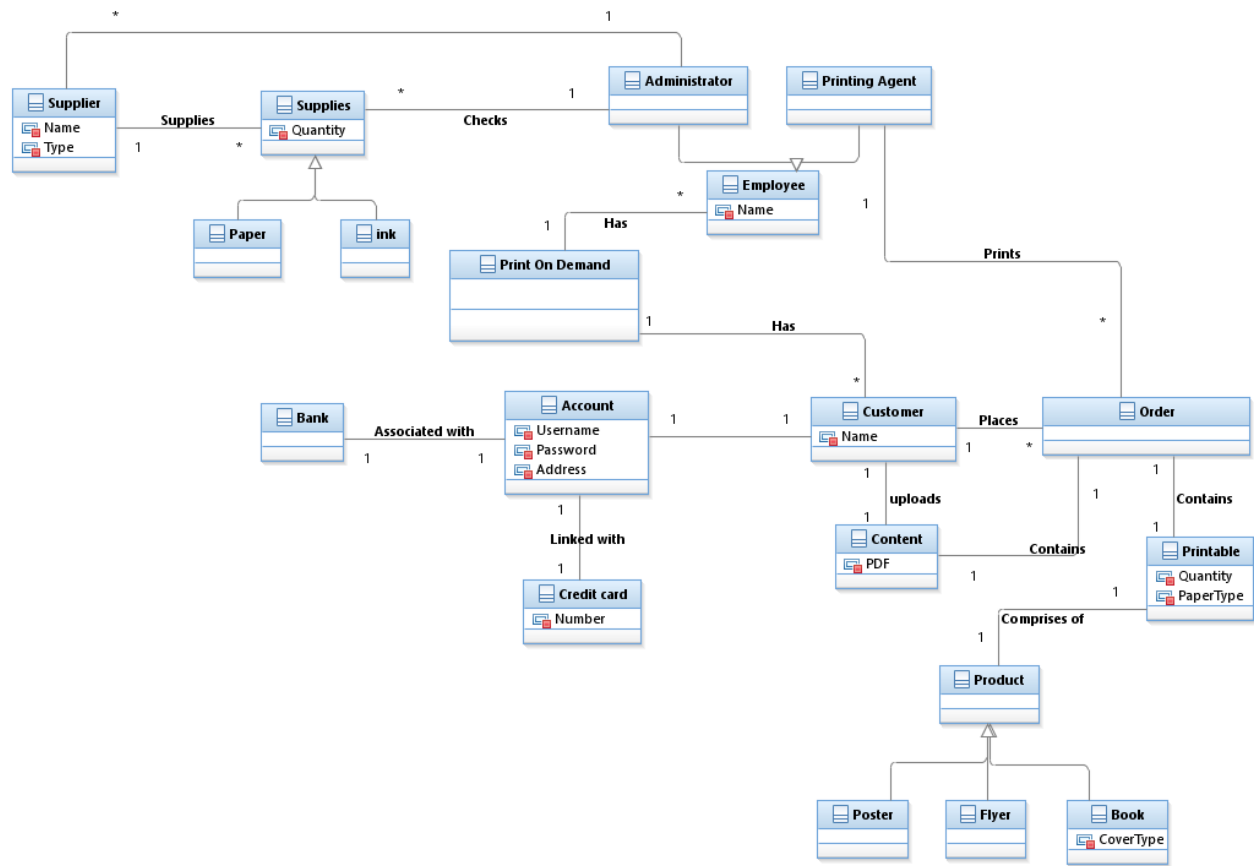 * 1
Supplier
Name
Type
Supplies
1 *
Supplies
Quantity
* 1
Checks
Administrator
Printing Agent
Paper
ink
Employee
Name
*
Has
1
1
Prints
*
Print On Demand
1
Has
*
Bank
Associated with
1 1
Account
Username
Password
Address
1 1
Customer
Name
Places
1 *
Order
1
uploads
1
1
Contains
1
1
Contains
1
1
Linked with
1
Content
PDF
Printable
Quantity
PaperType
Credit card
Number
1
Comprises of
1
Product
Poster
Flyer
Book
CoverType